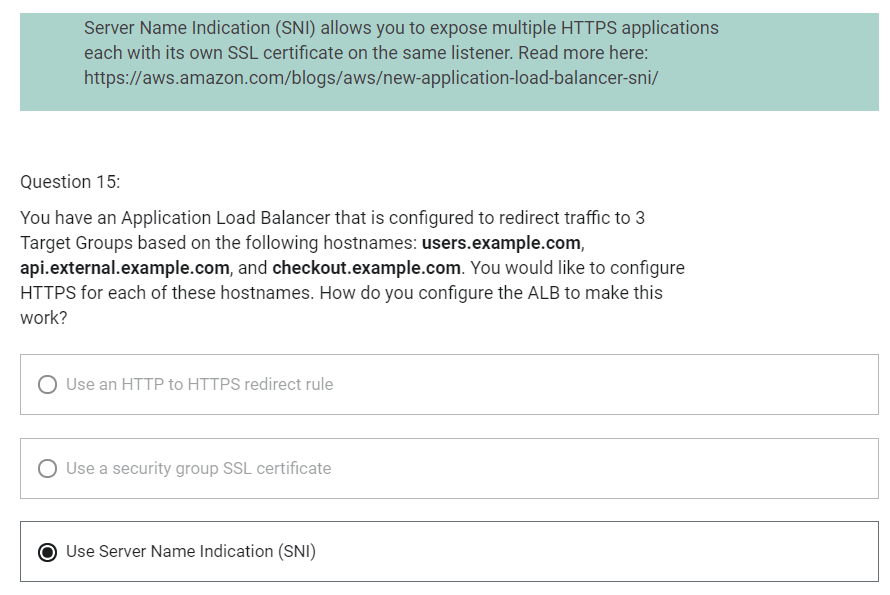 Server Name Indication (SNI) allows you to expose multiple HTTPS applications
each with its own SSL certificate on the same listener. Read more here:
https://aws.amazon.com/blogs/aws/new-application-load-balancer-sni/
Question 15:
You have an Application Load Balancer that is configured to redirect traffic to 3
Target Groups based on the following hostnames: users.example.com,
api.external.example.com, and checkout.example.com. You would like to configure
HTTPS for each of these hostnames. How do you configure the ALB to make this
work?
Use an HTTP to HTTPS redirect rule
Use a security group SSL certificate
Use Server Name Indication (SNI)